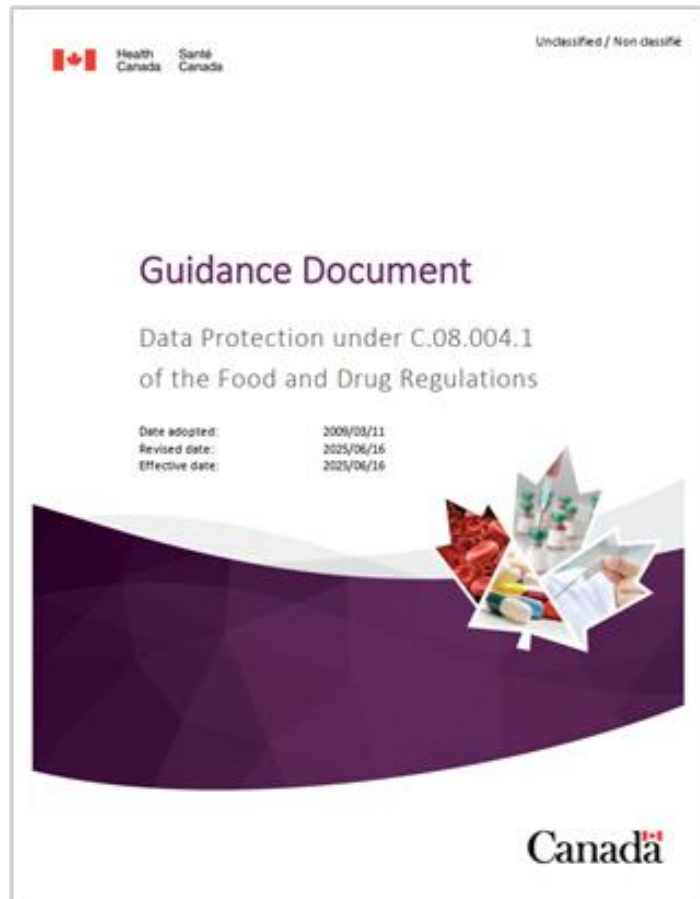 Unclassified / Non classifié
Health Canada
Santé Canada
Guidance Document
Data Protection under C.08.004.1
of the Food and Drug Regulations
Date adopted: 2009/03/11
Revised date: 2025/06/16
Effective date: 2025/06/16
Canada